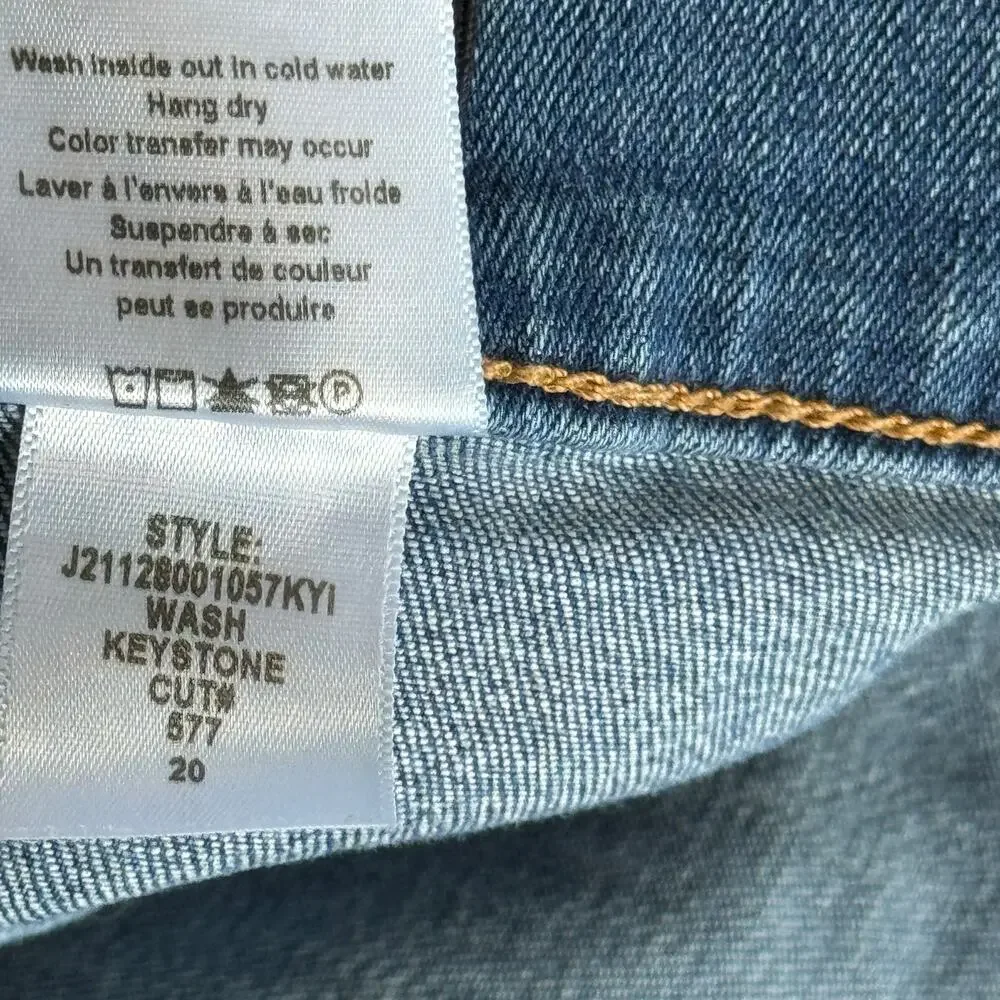 Wash inside out in cold water
Hang dry
Color transfer may occur
Laver à l'envers à l'eau froide
Suspendre à sec
Un transfert de couleur
peut se produire
P
STYLE:
J21128001057KYI
WASH
KEYSTONE
CUT#
577
20